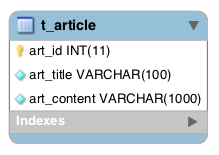 t_article
art_id INT(11)
art_title VARCHAR(100)
art_content VARCHAR(1000)
Indexes